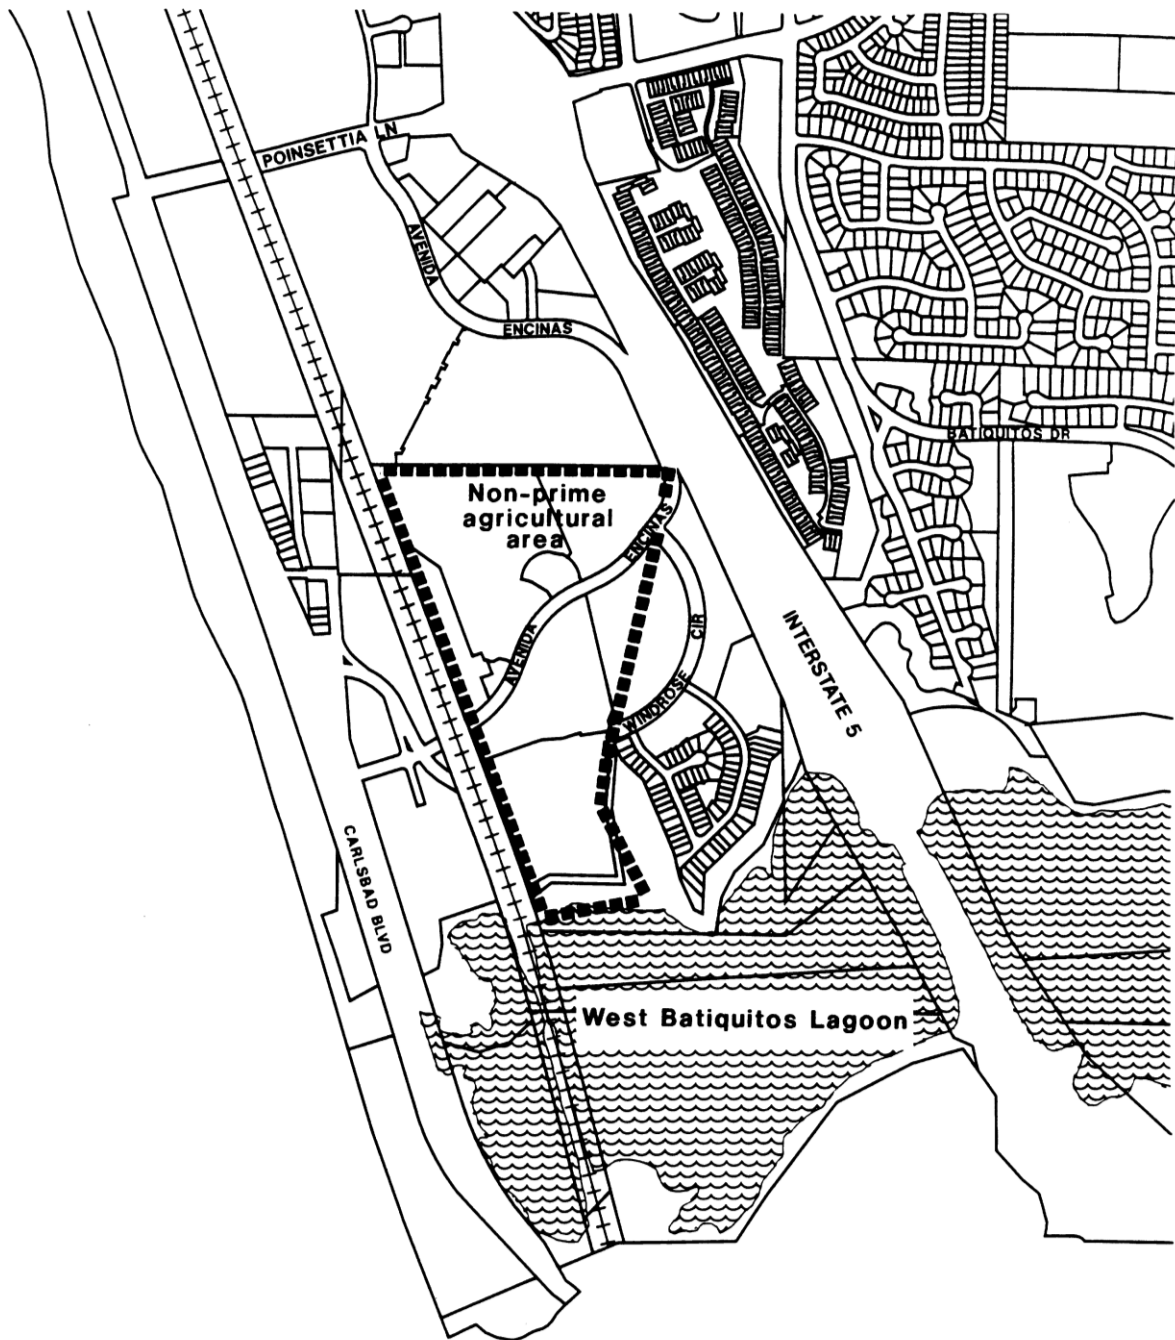 POINSETTIA LN
AVENIDA
ENCINAS
BATIQUITOS DR
Non-prime
agricultural
area
ENCINAS
AVENIDA
CIR
WINDROSE
INTERSTATE 5
CARLSBAD BLVD
West Batiquitos Lagoon